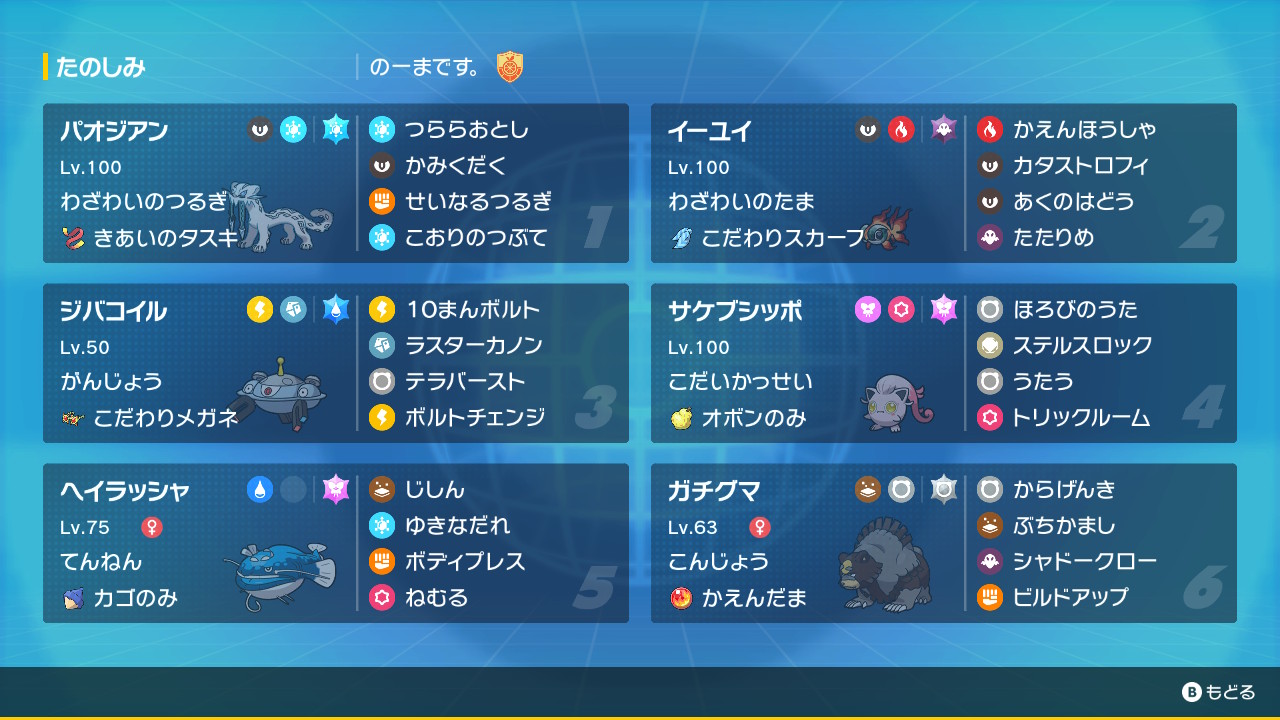 たのしみ
のーまです。
パオジアン
Lv.100
わざわいのつるぎ
きあいのタスキ
つららおとし
かみくだく
せいなるつるぎ
こおりのつぶて
1
イーユイ
Lv.100
わざわいのたま
こだわりスカーフ
かえんほうしゃ
カタストロフィ
あくのはどう
たたりめ
2
ジバコイル
Lv.50
がんじょう
こだわりメガネ
10まんボルト
ラスターカノン
テラバースト
ボルトチェンジ
3
サケブシッポ
Lv.100
こだいかっせい
オボンのみ
ほろびのうた
ステルスロック
うたう
トリックルーム
4
ヘイラッシャ
Lv.75
てんねん
カゴのみ
じしん
ゆきなだれ
ボディプレス
ねむる
5
ガチグマ
Lv.63
こんじょう
かえんだま
からげんき
ぶちかまし
シャドークロー
ビルドアップ
6
B もどる